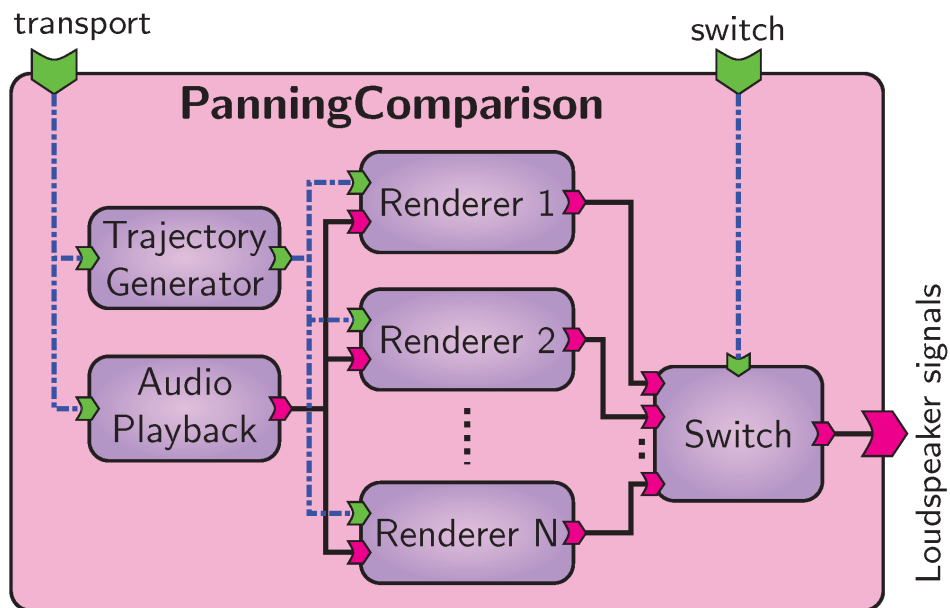 transport
switch
PanningComparison
Trajectory
Generator
Audio
Playback
Renderer 1
Renderer 2
Renderer N
Switch
Loudspeaker signals